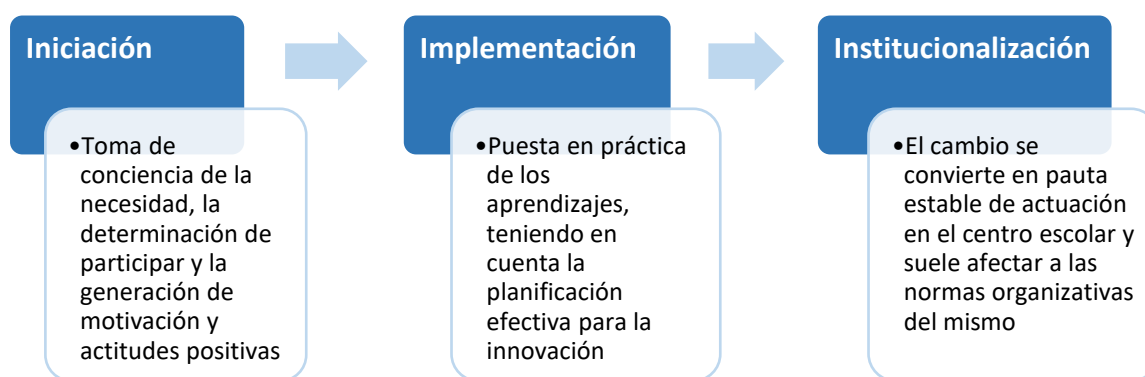 Iniciación
•Toma de
conciencia de la
necesidad, la
determinación de
participar y la
generación de
motivación y
actitudes positivas
Implementación
•Puesta en práctica
de los
aprendizajes,
teniendo en
cuenta la
planificación
efectiva para la
innovación
Institucionalización
•El cambio se
convierte en pauta
estable de actuación
en el centro escolar y
suele afectar a las
normas organizativas
del mismo